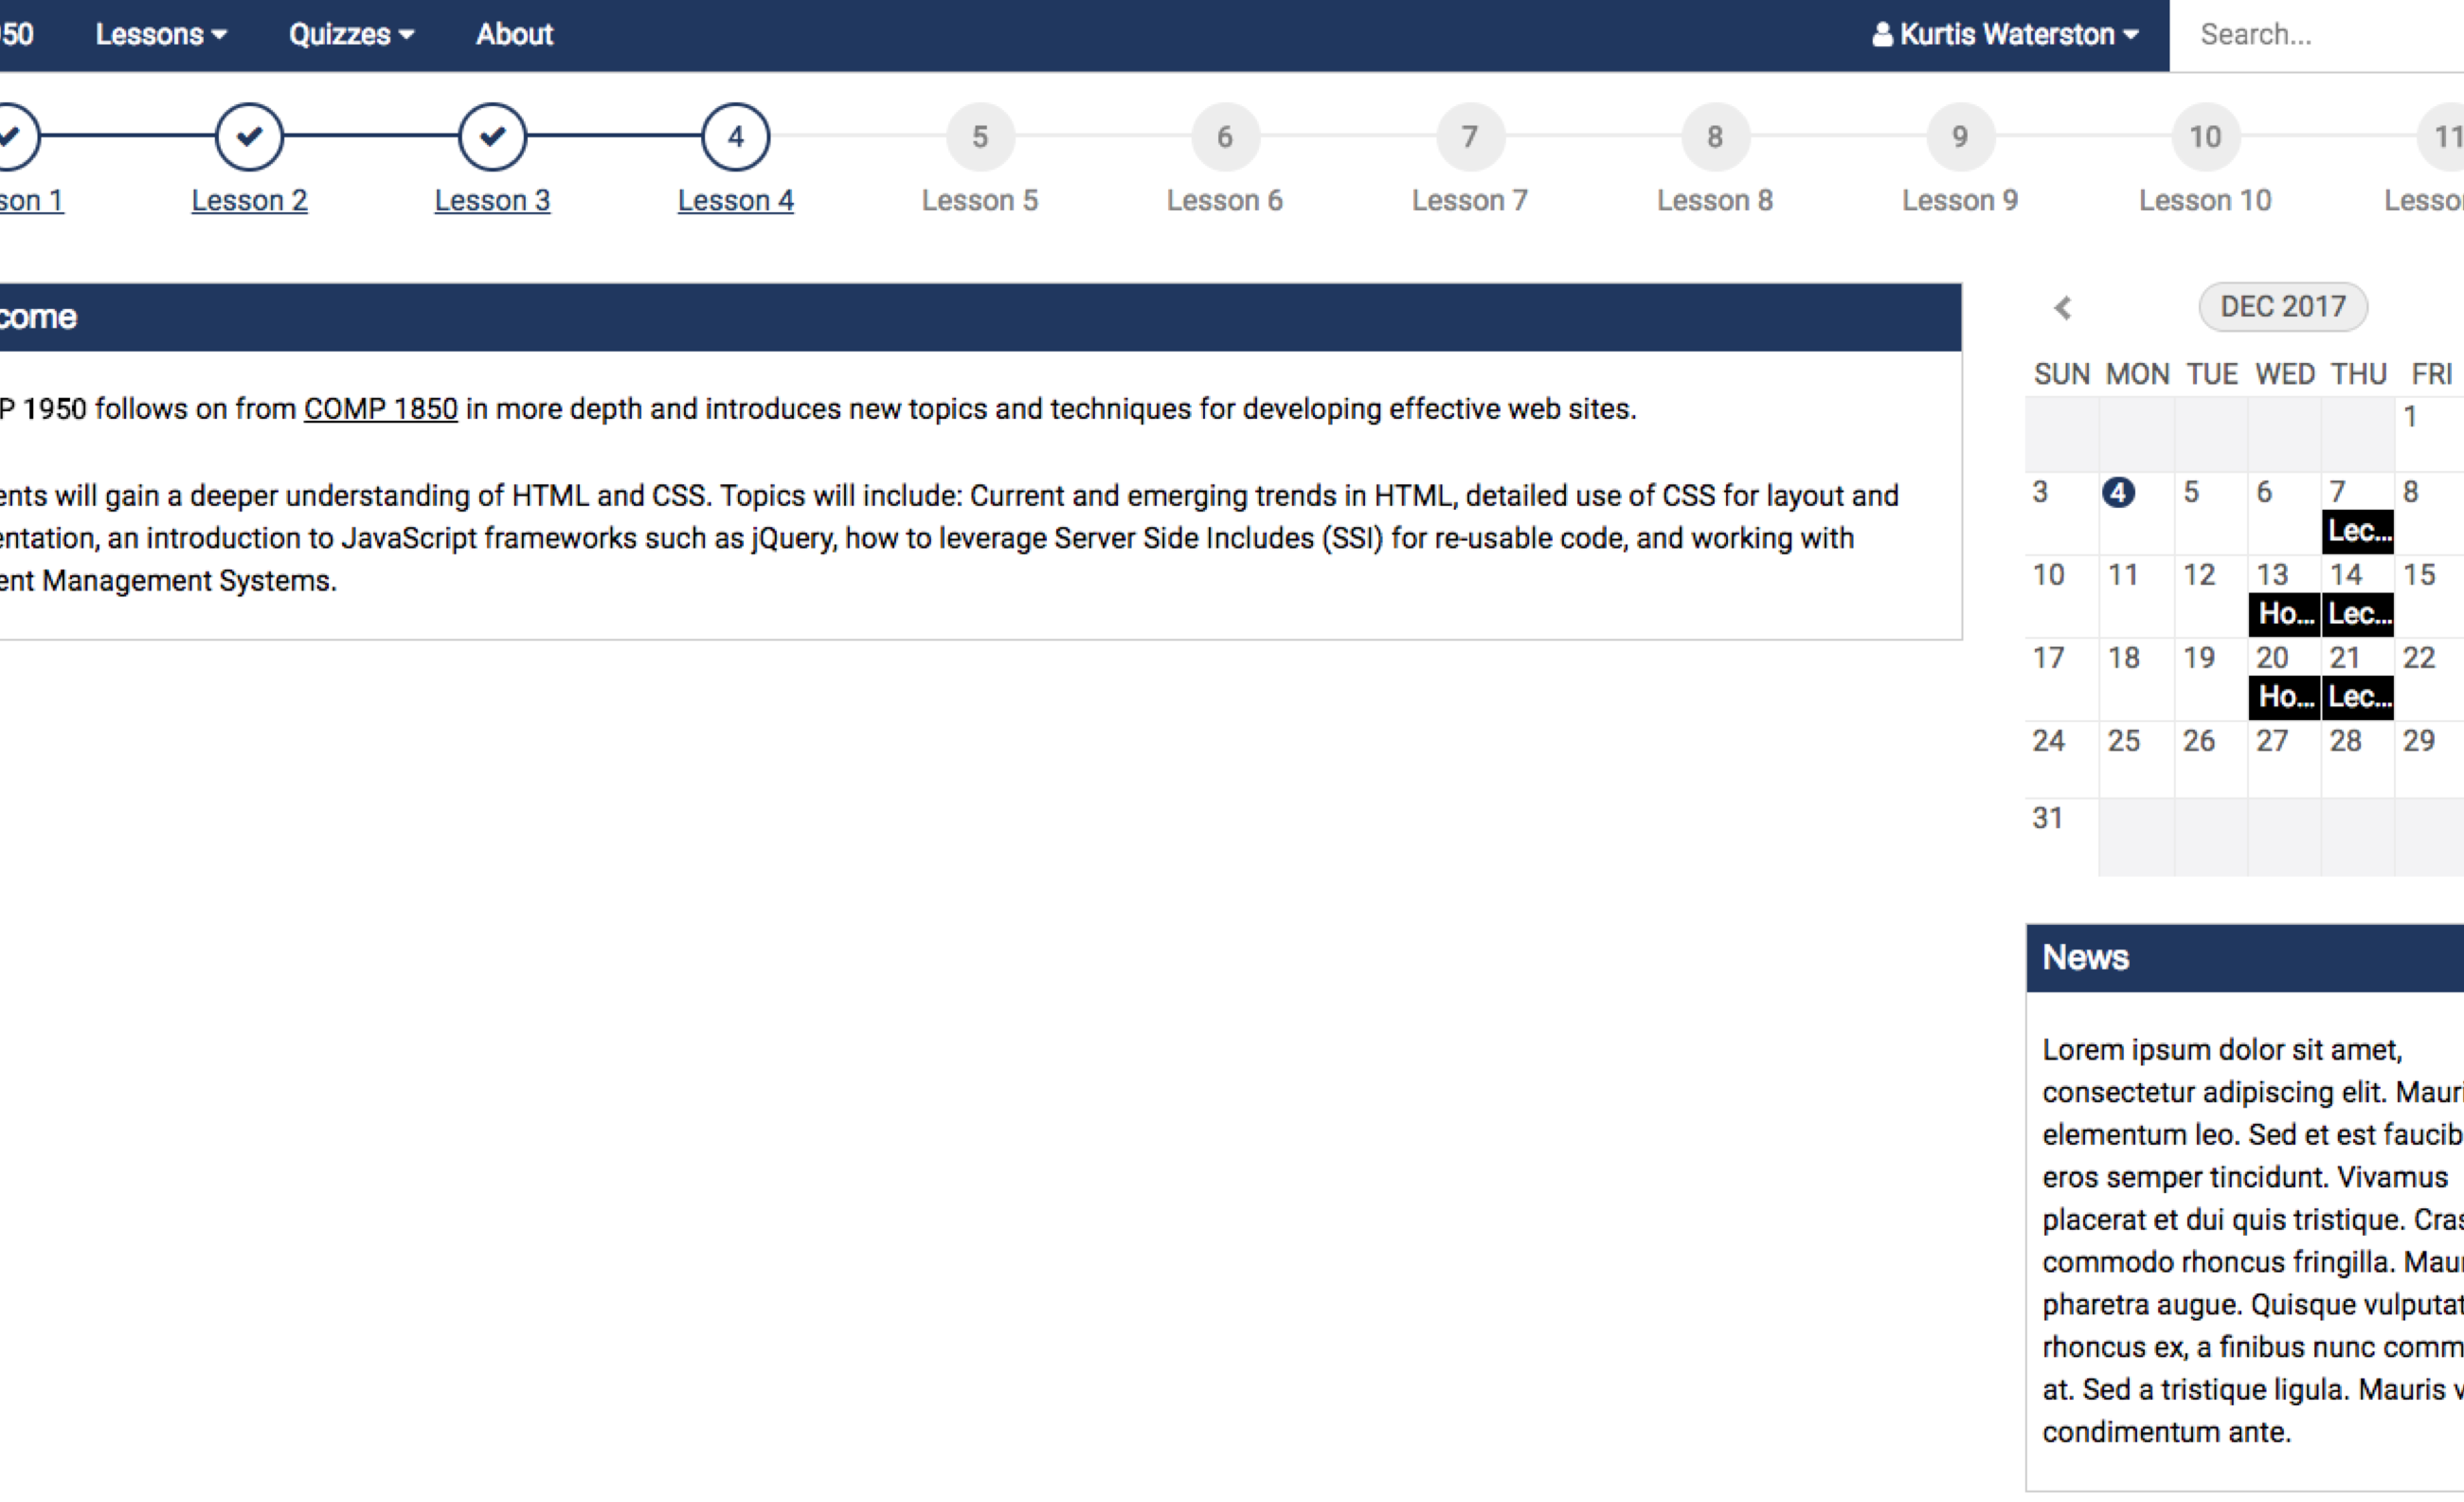 50 Lessons Quizzes About Kurtis Waterston Search...
4 5 6 7 8 9 10 11
son 1 Lesson 2 Lesson 3 Lesson 4 Lesson 5 Lesson 6 Lesson 7 Lesson 8 Lesson 9 Lesson 10 Lesson
come
P 1950 follows on from COMP 1850 in more depth and introduces new topics and techniques for developing effective web sites.
ents will gain a deeper understanding of HTML and CSS. Topics will include: Current and emerging trends in HTML, detailed use of CSS for layout and
entation, an introduction to JavaScript frameworks such as jQuery, how to leverage Server Side Includes (SSI) for re-usable code, and working with
ent Management Systems.
DEC 2017
SUN MON TUE WED THU FRI
1
3 4 5 6 7 8
Lec...
10 11 12 13 14 15
Ho... Lec...
17 18 19 20 21 22
Ho... Lec...
24 25 26 27 28 29
31
News
Lorem ipsum dolor sit amet,
consectetur adipiscing elit. Mauri
elementum leo. Sed et est faucib
eros semper tincidunt. Vivamus
placerat et dui quis tristique. Cras
commodo rhoncus fringilla. Maur
pharetra augue. Quisque vulputat
rhoncus ex, a finibus nunc comm
at. Sed a tristique ligula. Mauris v
condimentum ante.